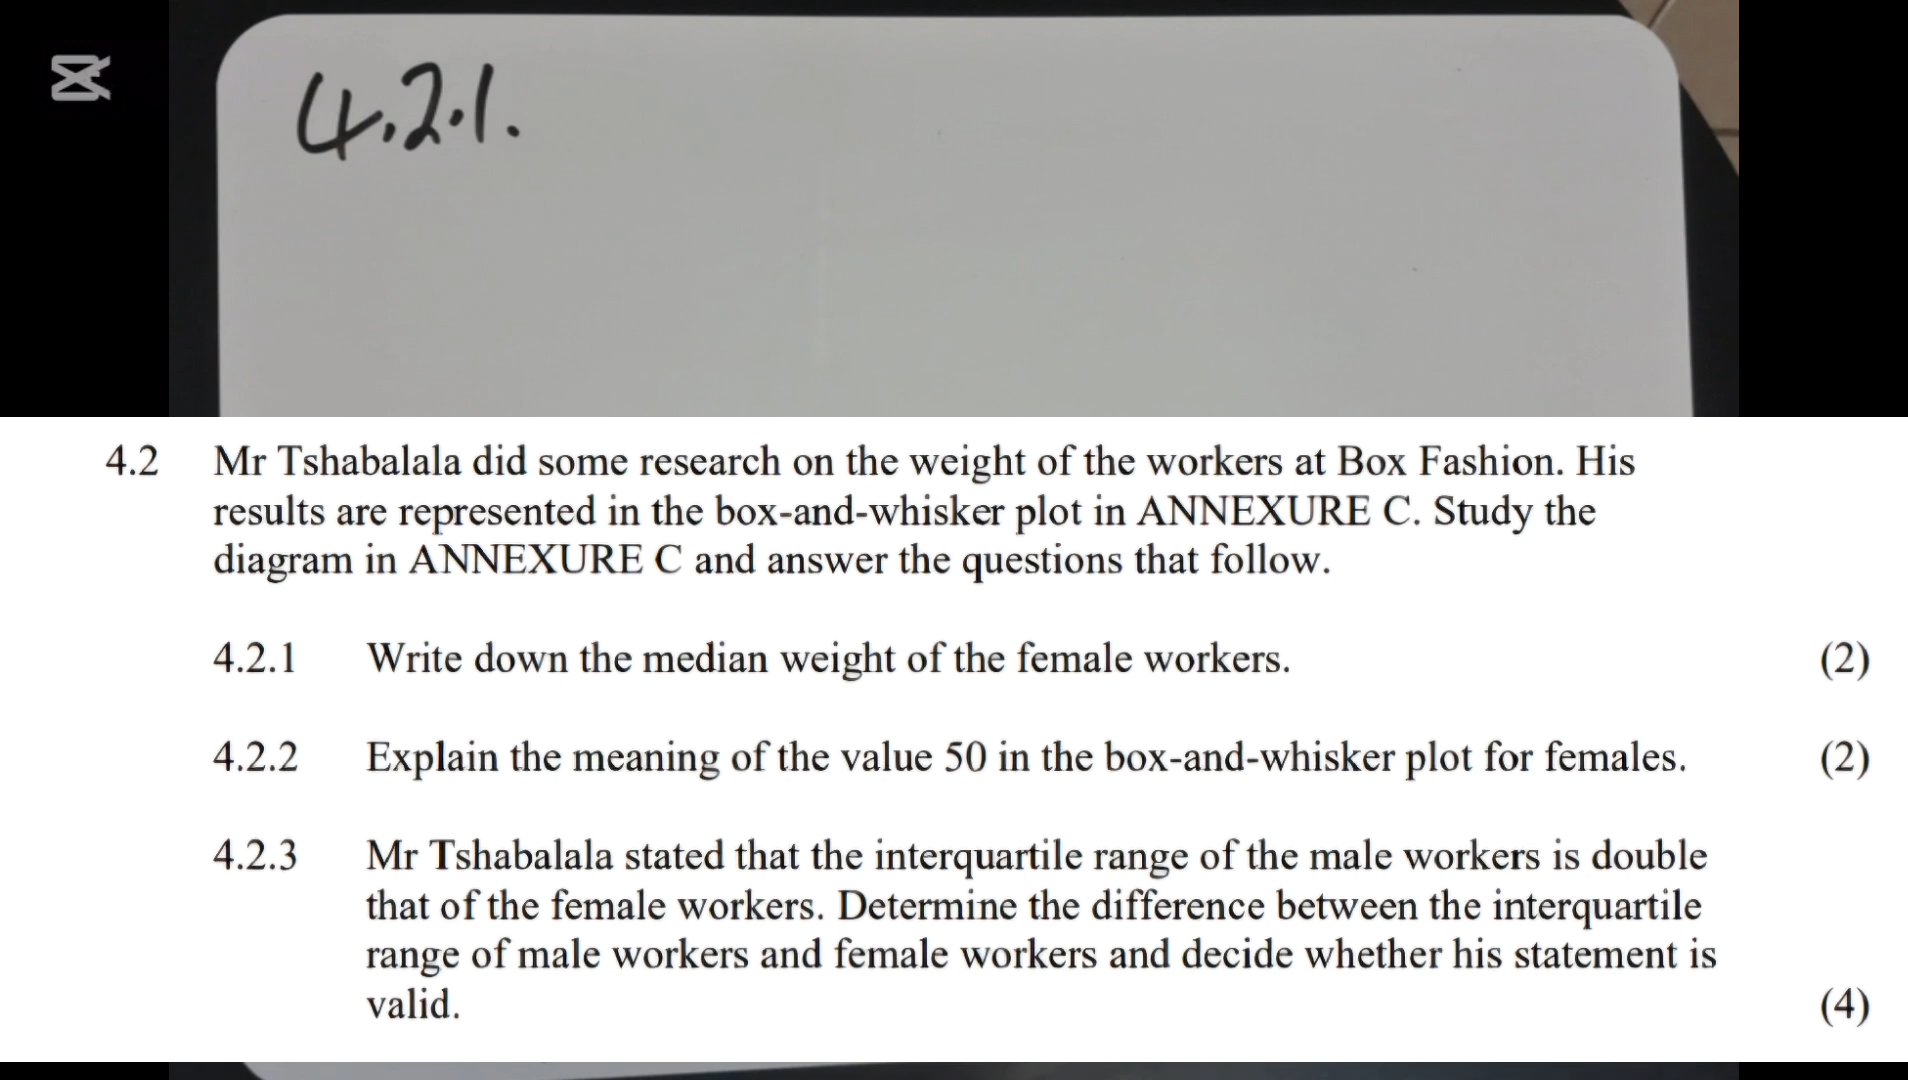 4.2.1.
4.2 Mr Tshabalala did some research on the weight of the workers at Box Fashion. His
results are represented in the box-and-whisker plot in ANNEXURE C. Study the
diagram in ANNEXURE C and answer the questions that follow.
4.2.1 Write down the median weight of the female workers. (2)
4.2.2 Explain the meaning of the value 50 in the box-and-whisker plot for females. (2)
4.2.3 Mr Tshabalala stated that the interquartile range of the male workers is double
that of the female workers. Determine the difference between the interquartile
range of male workers and female workers and decide whether his statement is
valid. (4)